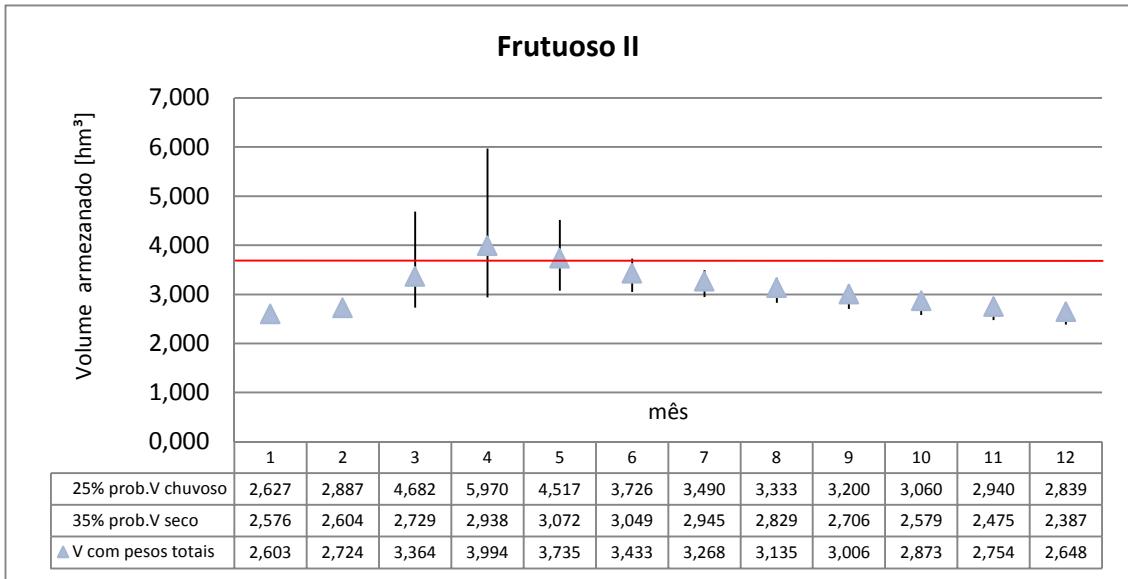 Frutuoso II
Volume armezanado [hm³]
7,000
6,000
5,000
4,000
3,000
2,000
1,000
0,000
mês
1 2 3 4 5 6 7 8 9 10 11 12
25% prob.V chuvoso 2,627 2,887 4,682 5,970 4,517 3,726 3,490 3,333 3,200 3,060 2,940 2,839
35% prob.V seco 2,576 2,604 2,729 2,938 3,072 3,049 2,945 2,829 2,706 2,579 2,475 2,387
V com pesos totais 2,603 2,724 3,364 3,994 3,735 3,433 3,268 3,135 3,006 2,873 2,754 2,648